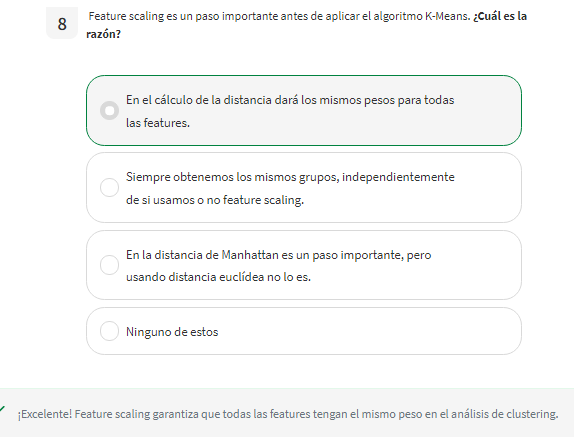 8
Feature scaling es un paso importante antes de aplicar el algoritmo K-Means. ¿Cuál es la
razón?
En el cálculo de la distancia dará los mismos pesos para todas
las features.
Siempre obtenemos los mismos grupos, independientemente
de si usamos o no feature scaling.
En la distancia de Manhattan es un paso importante, pero
usando distancia euclídea no lo es.
Ninguno de estos
¡Excelente! Feature scaling garantiza que todas las features tengan el mismo peso en el análisis de clustering.